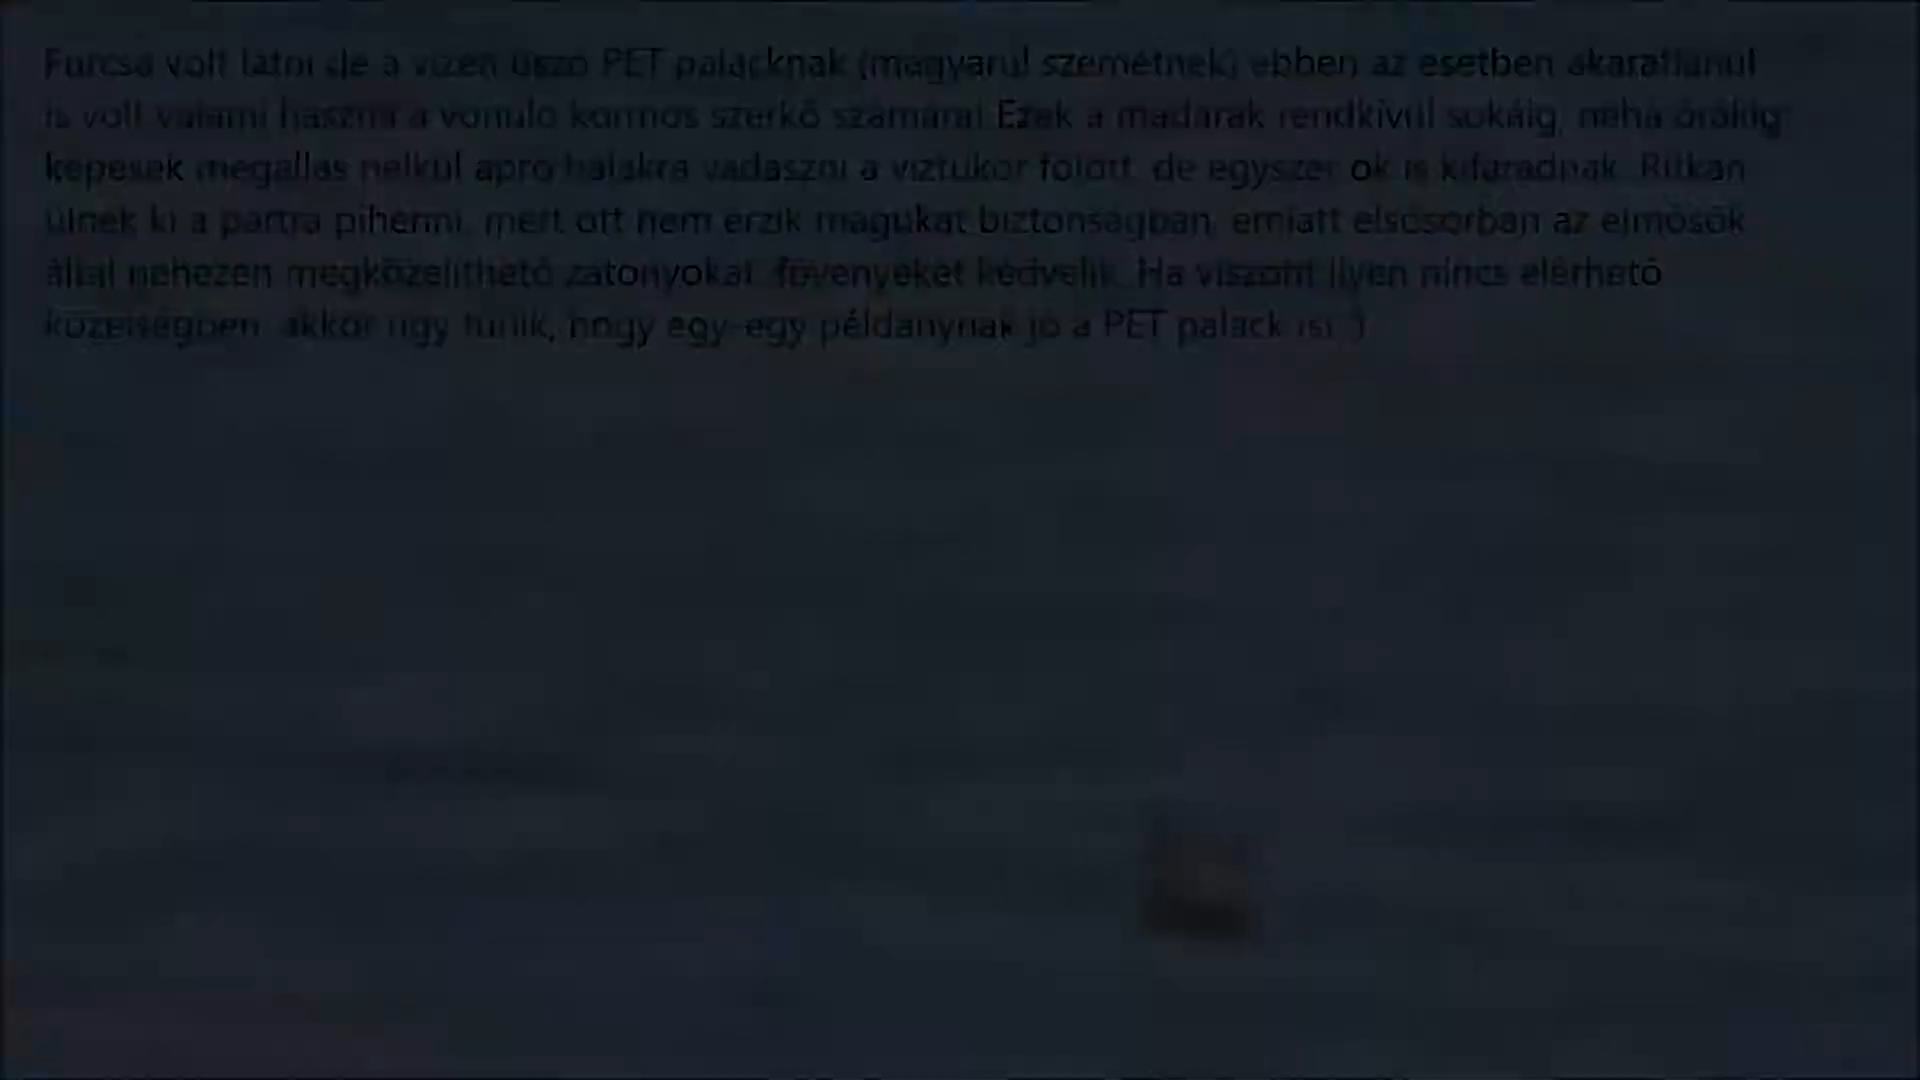 Furcsa volt látni de a vízen úszó PET palacknak (magyarul szemétnek) ebben az esetben akaratlanul
is volt valami haszna a vonuló kormos szerkő számára! Ezek a madarak rendkívül sokáig, néha órákig
képesek megállás nélkül apró halakra vadászni a víztükör fölött, de egyszer ők is kifáradnak. Ritkán
ülnek ki a partra pihenni, mert ott nem érzik magukat biztonságban, emiatt elsősorban az elmősök
által nehezen megközelíthető zátonyokat, fövenyeket kedvelik. Ha viszont ilyen nincs elérhető
közelségben, akkor úgy tűnik, hogy egy-egy példánynak jó a PET palack is! :)